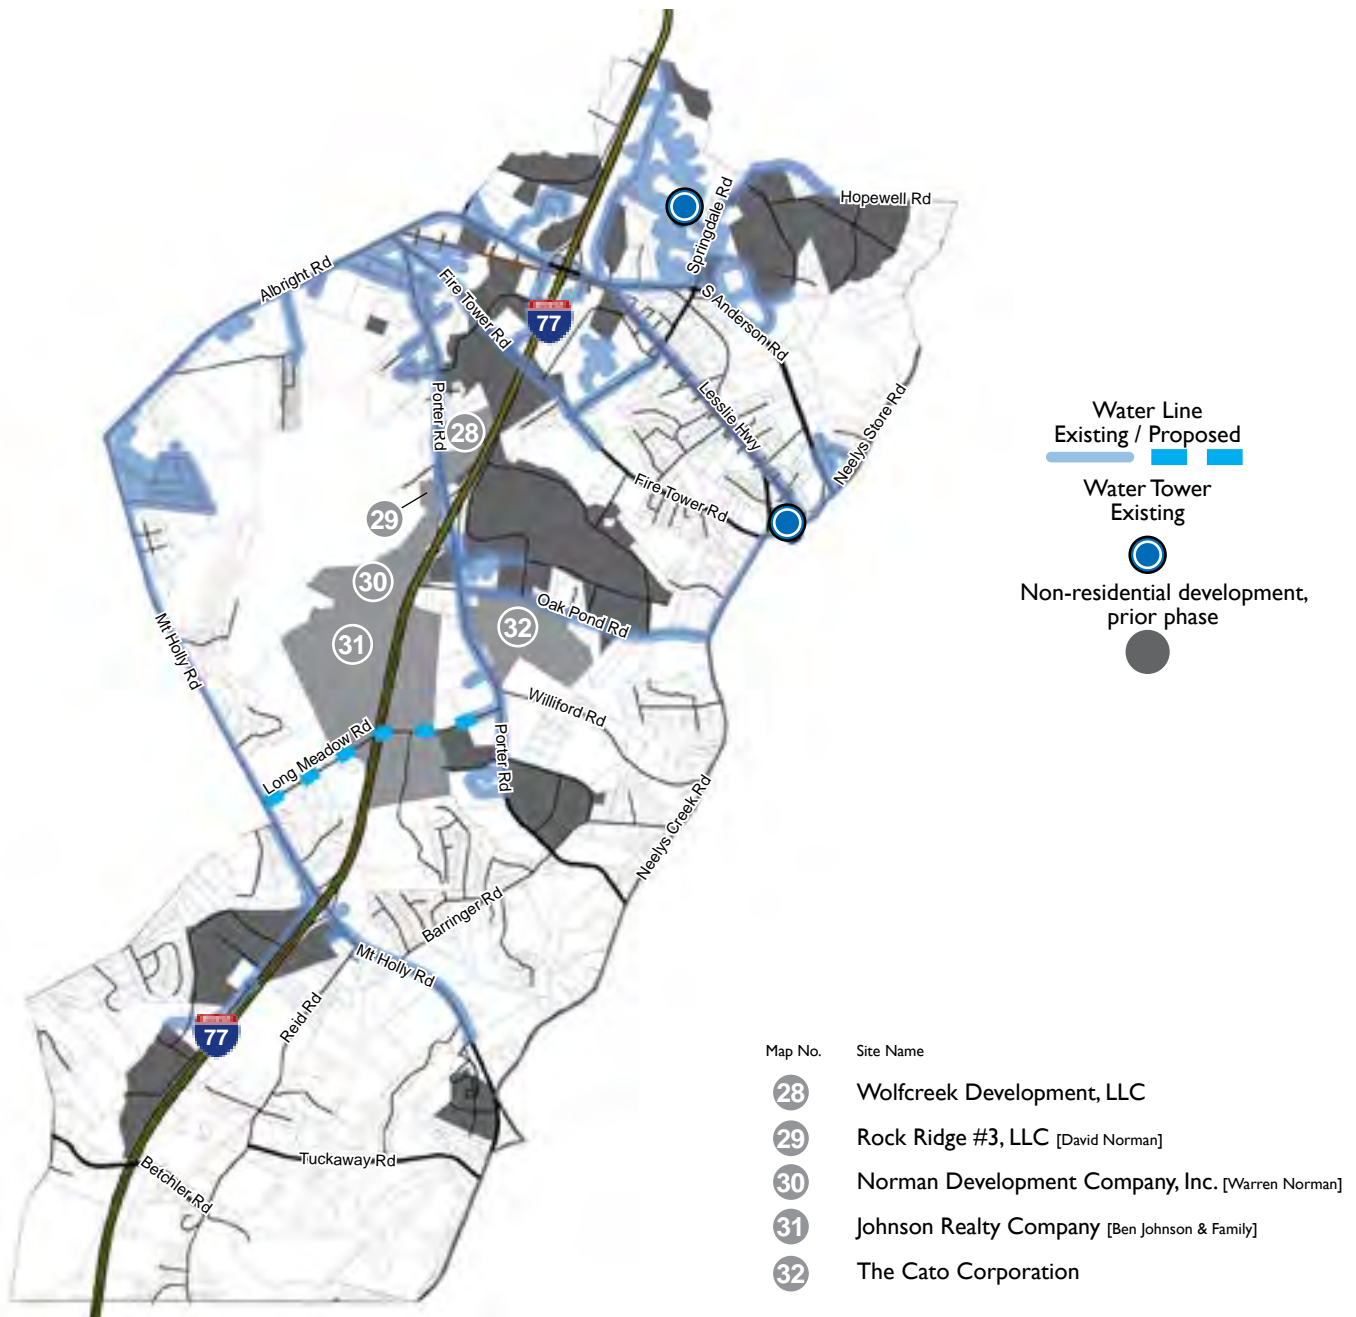 Hopewell Rd
Springdale Rd
Albright Rd
Fire Tower Rd
S Anderson Rd
77
Porter Rd
Lesslie Hwy
Neelys Store Rd
28
Fire Tower Rd
29
30
Oak Pond Rd
32
31
Mt Holly Rd
Williford Rd
Long Meadow Rd
Porter Rd
Neelys Creek Rd
Barringer Rd
Mt Holly Rd
Reid Rd
77
Tuckaway Rd
Betchler Rd
Water Line
Existing / Proposed
Water Tower
Existing
Non-residential development,
prior phase
Map No. Site Name
28 Wolfcreek Development, LLC
29 Rock Ridge #3, LLC [David Norman]
30 Norman Development Company, Inc. [Warren Norman]
31 Johnson Realty Company [Ben Johnson & Family]
32 The Cato Corporation